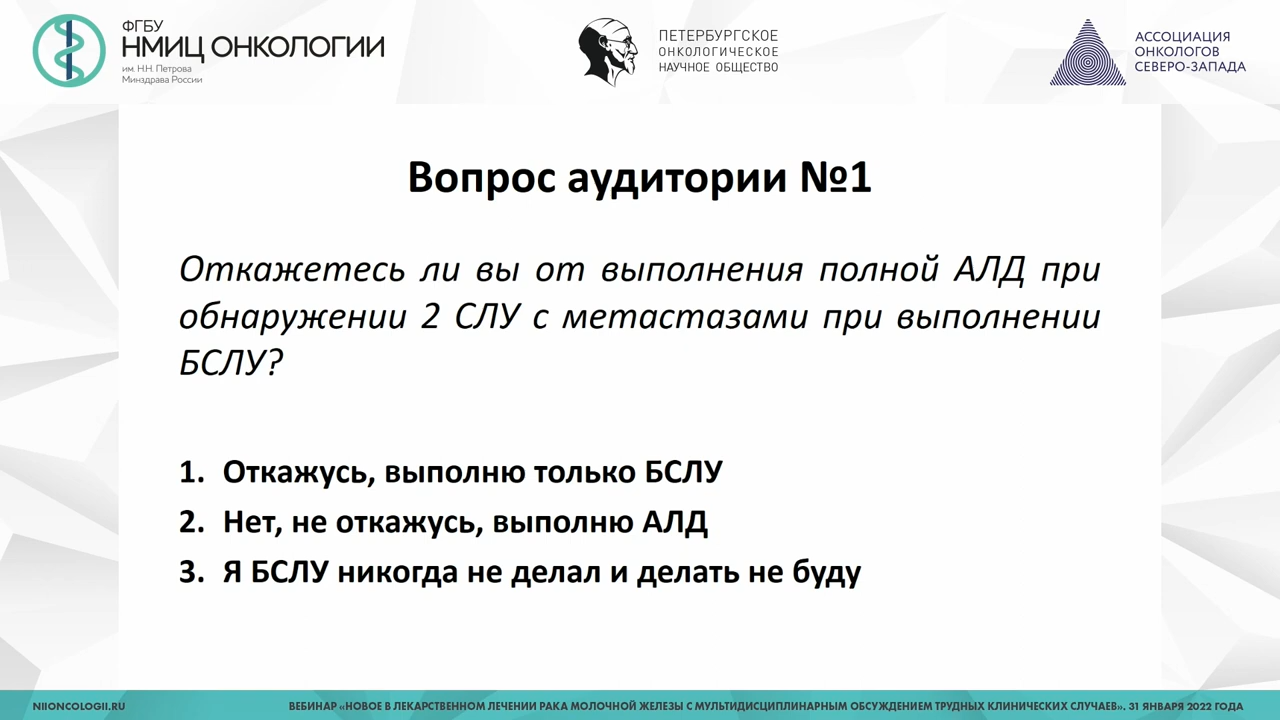 ФГБУ
НМИЦ ОНКОЛОГИИ
им. Н.Н. Петрова
Минздрава России
ПЕТЕРБУРГСКОЕ
ОНКОЛОГИЧЕСКОЕ
НАУЧНОЕ ОБЩЕСТВО
АССОЦИАЦИЯ
ОНКОЛОГОВ
СЕВЕРО-ЗАПАДА
Вопрос аудитории №1
Откажетесь ли вы от выполнения полной АЛД при
обнаружении 2 СЛУ с метастазами при выполнении
БСЛУ?
1. Откажусь, выполню только БСЛУ
2. Нет, не откажусь, выполню АЛД
3. Я БСЛУ никогда не делал и делать не буду
NIIONCOLOGII.RU
ВЕБИНАР «НОВОЕ В ЛЕКАРСТВЕННОМ ЛЕЧЕНИИ РАКА МОЛОЧНОЙ ЖЕЛЕЗЫ С МУЛЬТИДИСЦИПЛИНАРНЫМ ОБСУЖДЕНИЕМ ТРУДНЫХ КЛИНИЧЕСКИХ СЛУЧАЕВ». 31 ЯНВАРЯ 2022 ГОДА